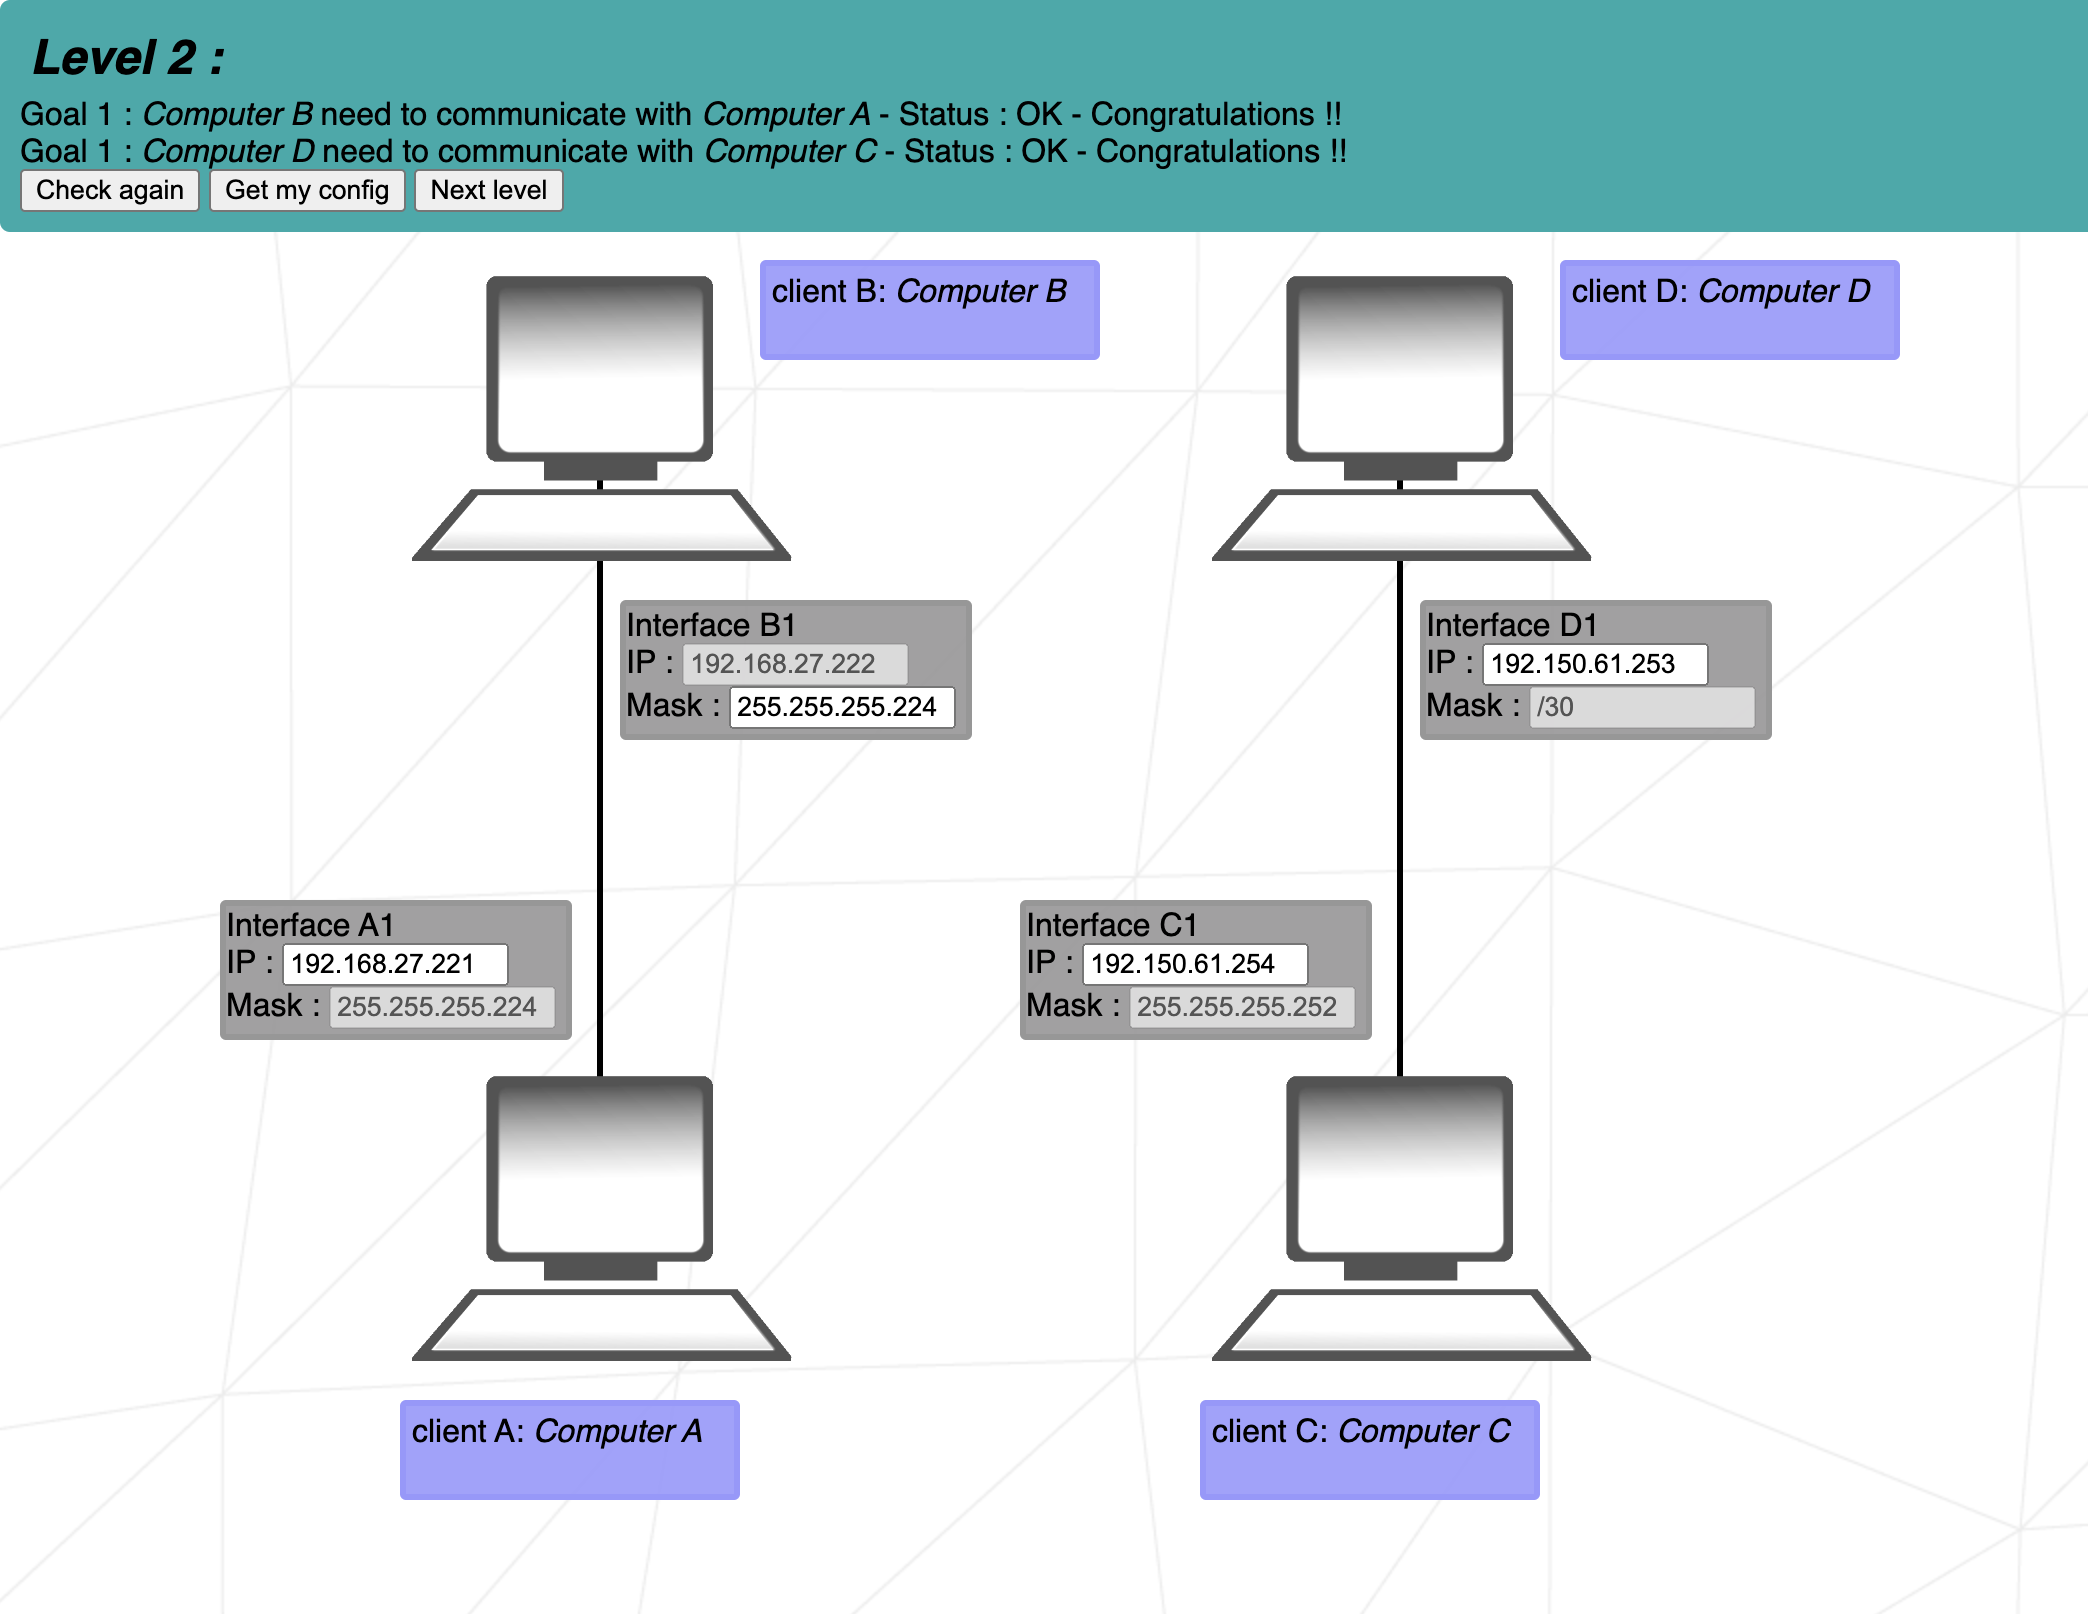 Level 2 :
Goal 1 : Computer B need to communicate with Computer A - Status : OK - Congratulations !!
Goal 1 : Computer D need to communicate with Computer C - Status : OK - Congratulations !!
Check again Get my config Next level
client B: Computer B
client D: Computer D
Interface B1
IP : 192.168.27.222
Mask : 255.255.255.224
Interface D1
IP : 192.150.61.253
Mask : /30
Interface A1
IP : 192.168.27.221
Mask : 255.255.255.224
Interface C1
IP : 192.150.61.254
Mask : 255.255.255.252
client A: Computer A
client C: Computer C